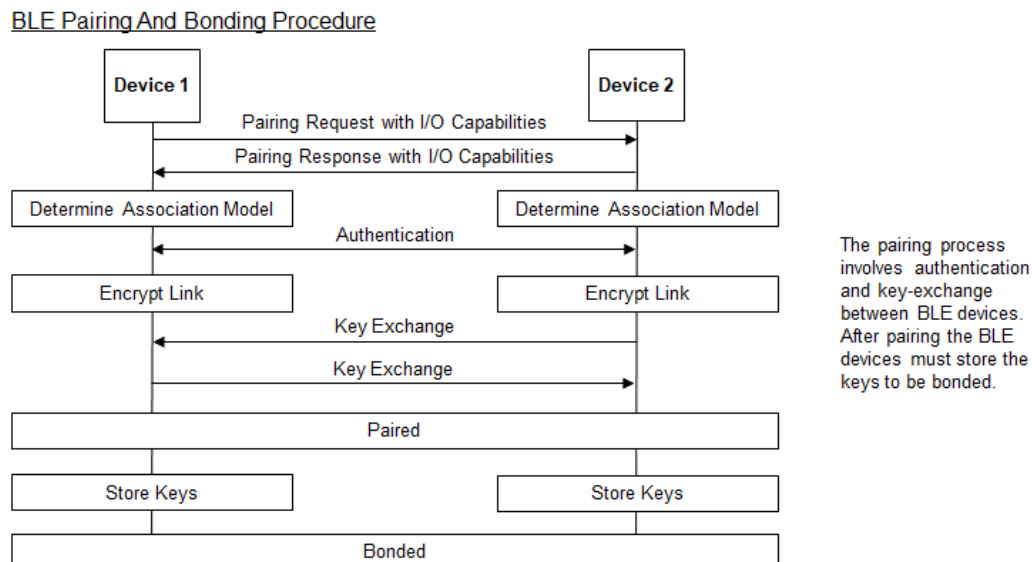 BLE Pairing And Bonding Procedure
Device 1
Device 2
Pairing Request with I/O Capabilities
Pairing Response with I/O Capabilities
Determine Association Model
Determine Association Model
Authentication
Encrypt Link
Encrypt Link
Key Exchange
Key Exchange
Paired
Store Keys
Store Keys
Bonded
The pairing process
involves authentication
and key-exchange
between BLE devices.
After pairing the BLE
devices must store the
keys to be bonded.